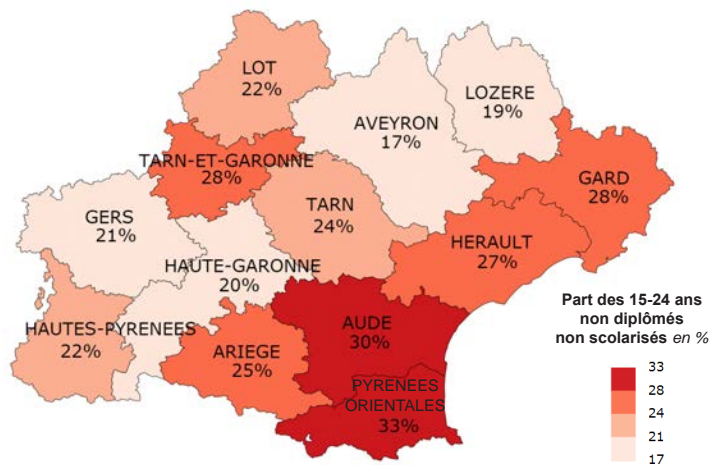 LOT
22%
LOZERE
19%
AVEYRON
17%
TARN-ET-GARONNE
28%
GARD
28%
TARN
24%
GERS
21%
HERAULT
27%
HAUTE-GARONNE
20%
HAUTES-PYRENEES
22%
AUDE
30%
ARIEGE
25%
PYRENEES
ORIENTALES
33%
Part des 15-24 ans
non diplômés
non scolarisés en %
33
28
24
21
17